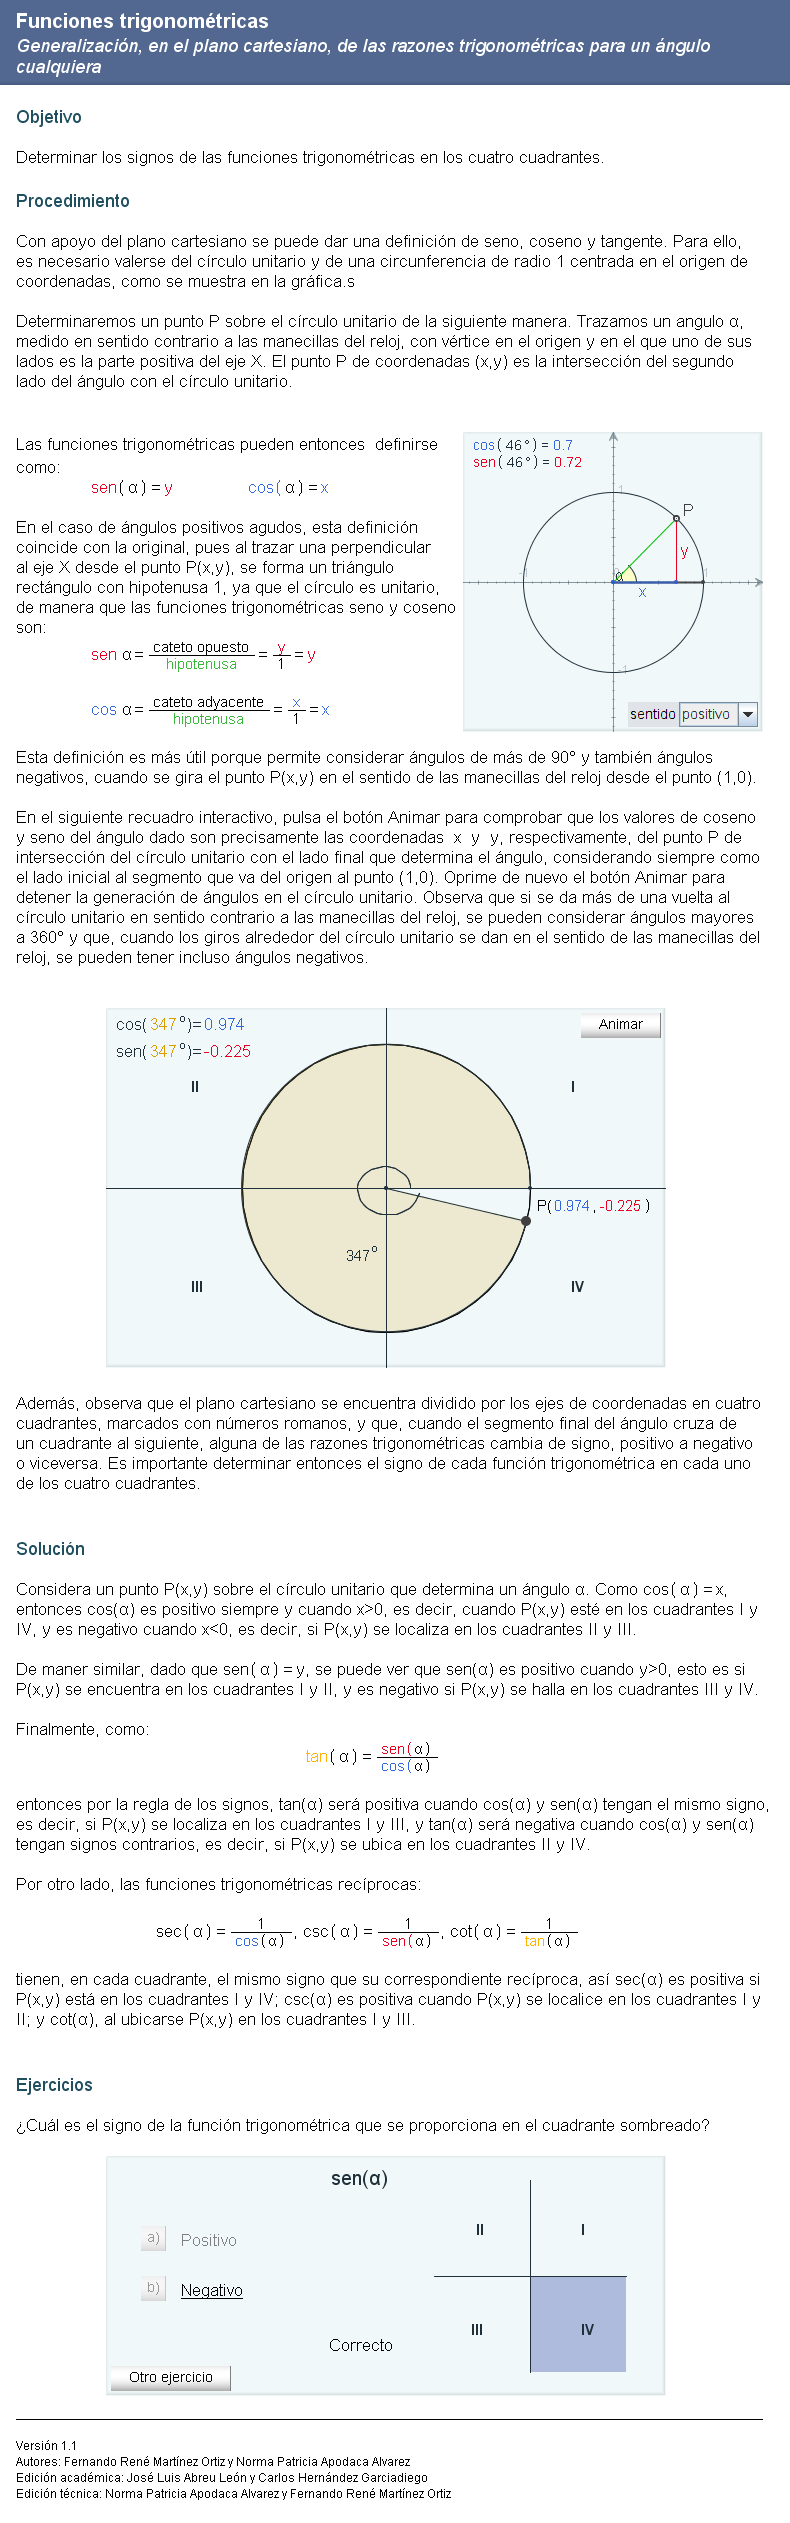 Funciones trigonométricas
Generalización, en el plano cartesiano, de las razones trigonométricas para un ángulo
cualquiera
Objetivo
Determinar los signos de las funciones trigonométricas en los cuatro cuadrantes.
Procedimiento
Con apoyo del plano cartesiano se puede dar una definición de seno, coseno y tangente. Para ello,
es necesario valerse del círculo unitario y de una circunferencia de radio 1 centrada en el origen de
coordenadas, como se muestra en la gráfica.s
Determinaremos un punto P sobre el círculo unitario de la siguiente manera. Trazamos un angulo α,
medido en sentido contrario a las manecillas del reloj, con vértice en el origen y en el que uno de sus
lados es la parte positiva del eje X. El punto P de coordenadas (x,y) es la intersección del segundo
lado del ángulo con el círculo unitario.
Las funciones trigonométricas pueden entonces definirse
como:
sen( α ) = y cos( α ) = x
En el caso de ángulos positivos agudos, esta definición
coincide con la original, pues al trazar una perpendicular
al eje X desde el punto P(x,y), se forma un triángulo
rectángulo con hipotenusa 1, ya que el círculo es unitario,
de manera que las funciones trigonométricas seno y coseno
son:
sen α = cateto opuesto / hipotenusa = y / 1 = y
cos α = cateto adyacente / hipotenusa = x / 1 = x
cos( 46° ) = 0.7
sen( 46° ) = 0.72
1
P
y
α
x
1
-1
-1
sentido positivo
Esta definición es más útil porque permite considerar ángulos de más de 90° y también ángulos
negativos, cuando se gira el punto P(x,y) en el sentido de las manecillas del reloj desde el punto (1,0).
En el siguiente recuadro interactivo, pulsa el botón Animar para comprobar que los valores de coseno
y seno del ángulo dado son precisamente las coordenadas x y y, respectivamente, del punto P de
intersección del círculo unitario con el lado final que determina el ángulo, considerando siempre como
el lado inicial al segmento que va del origen al punto (1,0). Oprime de nuevo el botón Animar para
detener la generación de ángulos en el círculo unitario. Observa que si se da más de una vuelta al
círculo unitario en sentido contrario a las manecillas del reloj, se pueden considerar ángulos mayores
a 360° y que, cuando los giros alrededor del círculo unitario se dan en el sentido de las manecillas del
reloj, se pueden tener incluso ángulos negativos.
cos( 347°)=0.974
Animar
sen( 347°)=-0.225
II
I
P(0.974 , -0.225 )
347°
III
IV
Además, observa que el plano cartesiano se encuentra dividido por los ejes de coordenadas en cuatro
cuadrantes, marcados con números romanos, y que, cuando el segmento final del ángulo cruza de
un cuadrante al siguiente, alguna de las razones trigonométricas cambia de signo, positivo a negativo
o viceversa. Es importante determinar entonces el signo de cada función trigonométrica en cada uno
de los cuatro cuadrantes.
Solución
Considera un punto P(x,y) sobre el círculo unitario que determina un ángulo α. Como cos( α ) = x,
entonces cos(α) es positivo siempre y cuando x>0, es decir, cuando P(x,y) esté en los cuadrantes I y
IV, y es negativo cuando x<0, es decir, si P(x,y) se localiza en los cuadrantes II y III.
De maner similar, dado que sen( α ) = y, se puede ver que sen(α) es positivo cuando y>0, esto es si
P(x,y) se encuentra en los cuadrantes I y II, y es negativo si P(x,y) se halla en los cuadrantes III y IV.
Finalmente, como:
tan( α ) = sen(α) / cos(α)
entonces por la regla de los signos, tan(α) será positiva cuando cos(α) y sen(α) tengan el mismo signo,
es decir, si P(x,y) se localiza en los cuadrantes I y III, y tan(α) será negativa cuando cos(α) y sen(α)
tengan signos contrarios, es decir, si P(x,y) se ubica en los cuadrantes II y IV.
Por otro lado, las funciones trigonométricas recíprocas:
sec( α ) = 1 / cos(α) , csc( α ) = 1 / sen(α) , cot( α ) = 1 / tan(α)
tienen, en cada cuadrante, el mismo signo que su correspondiente recíproca, así sec(α) es positiva si
P(x,y) está en los cuadrantes I y IV; csc(α) es positiva cuando P(x,y) se localice en los cuadrantes I y
II; y cot(α), al ubicarse P(x,y) en los cuadrantes I y III.
Ejercicios
¿Cuál es el signo de la función trigonométrica que se proporciona en el cuadrante sombreado?
sen(α)
II
I
a) Positivo
b) Negativo
III
IV
Correcto
Otro ejercicio
Versión 1.1
Autores: Fernando René Martínez Ortiz y Norma Patricia Apodaca Alvarez
Edición académica: José Luis Abreu León y Carlos Hernández Garciadiego
Edición técnica: Norma Patricia Apodaca Alvarez y Fernando René Martínez Ortiz